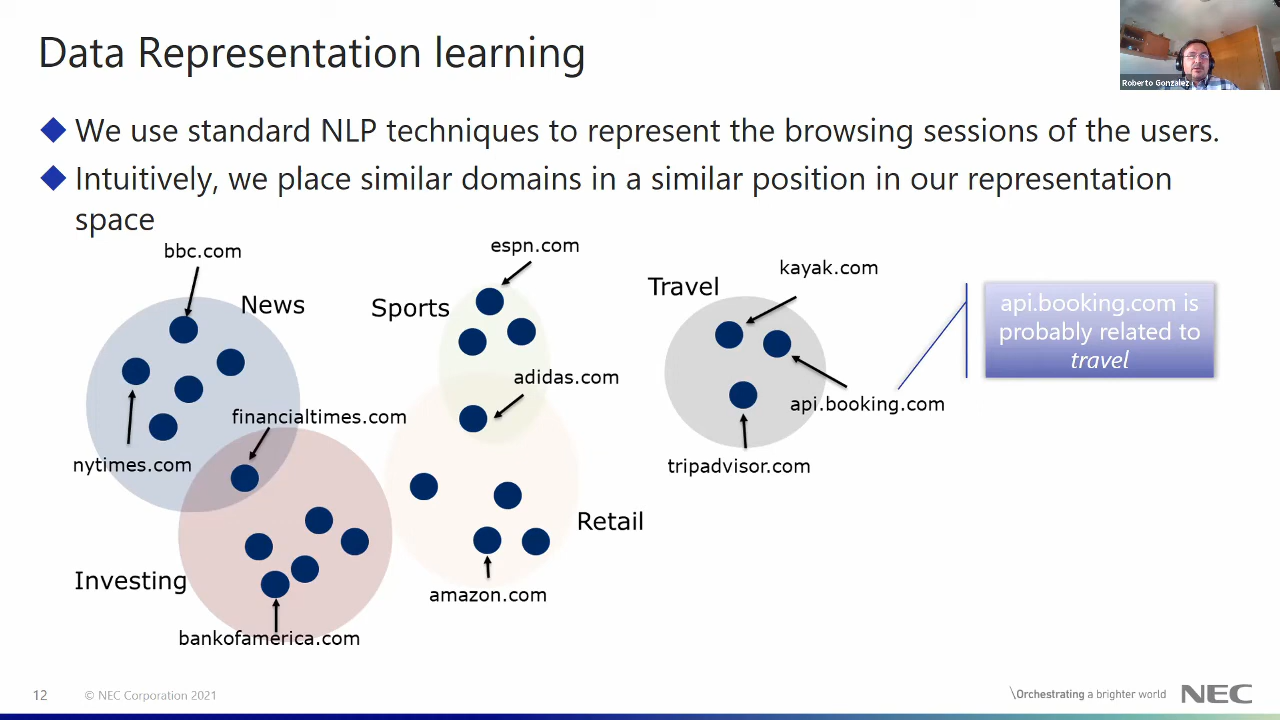 Data Representation learning
Roberto Gonzalez
We use standard NLP techniques to represent the browsing sessions of the users.
Intuitively, we place similar domains in a similar position in our representation
space
bbc.com
espn.com
kayak.com
News
Sports
Travel
api.booking.com is
probably related to
travel
adidas.com
financialtimes.com
api.booking.com
nytimes.com
tripadvisor.com
Retail
Investing
amazon.com
bankofamerica.com
12
© NEC Corporation 2021
\Orchestrating a brighter world
NEC